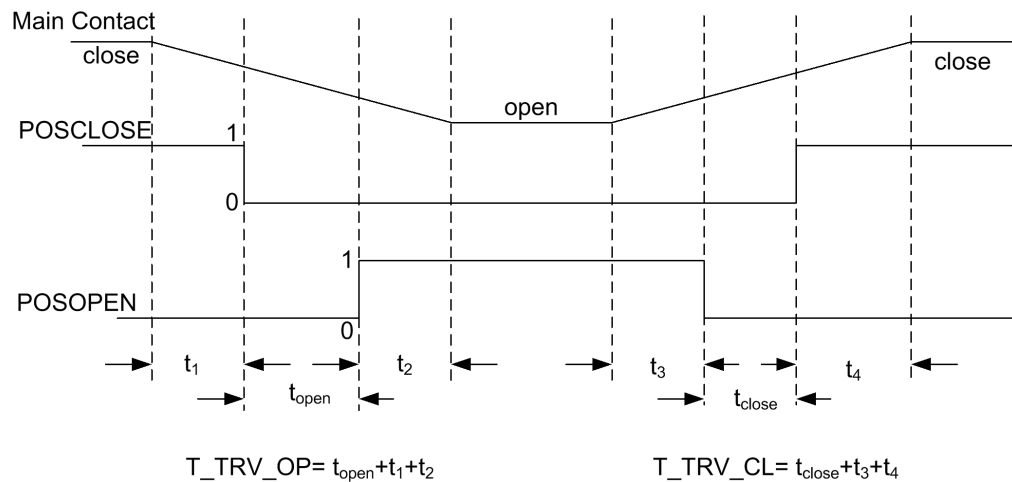 Main Contact
close
close
open
POSCLOSE
1
0
1
POSOPEN
0
t1
t2
t3
t4
topen
tclose
T_TRV_OP= topen+t1+t2
T_TRV_CL= tclose+t3+t4